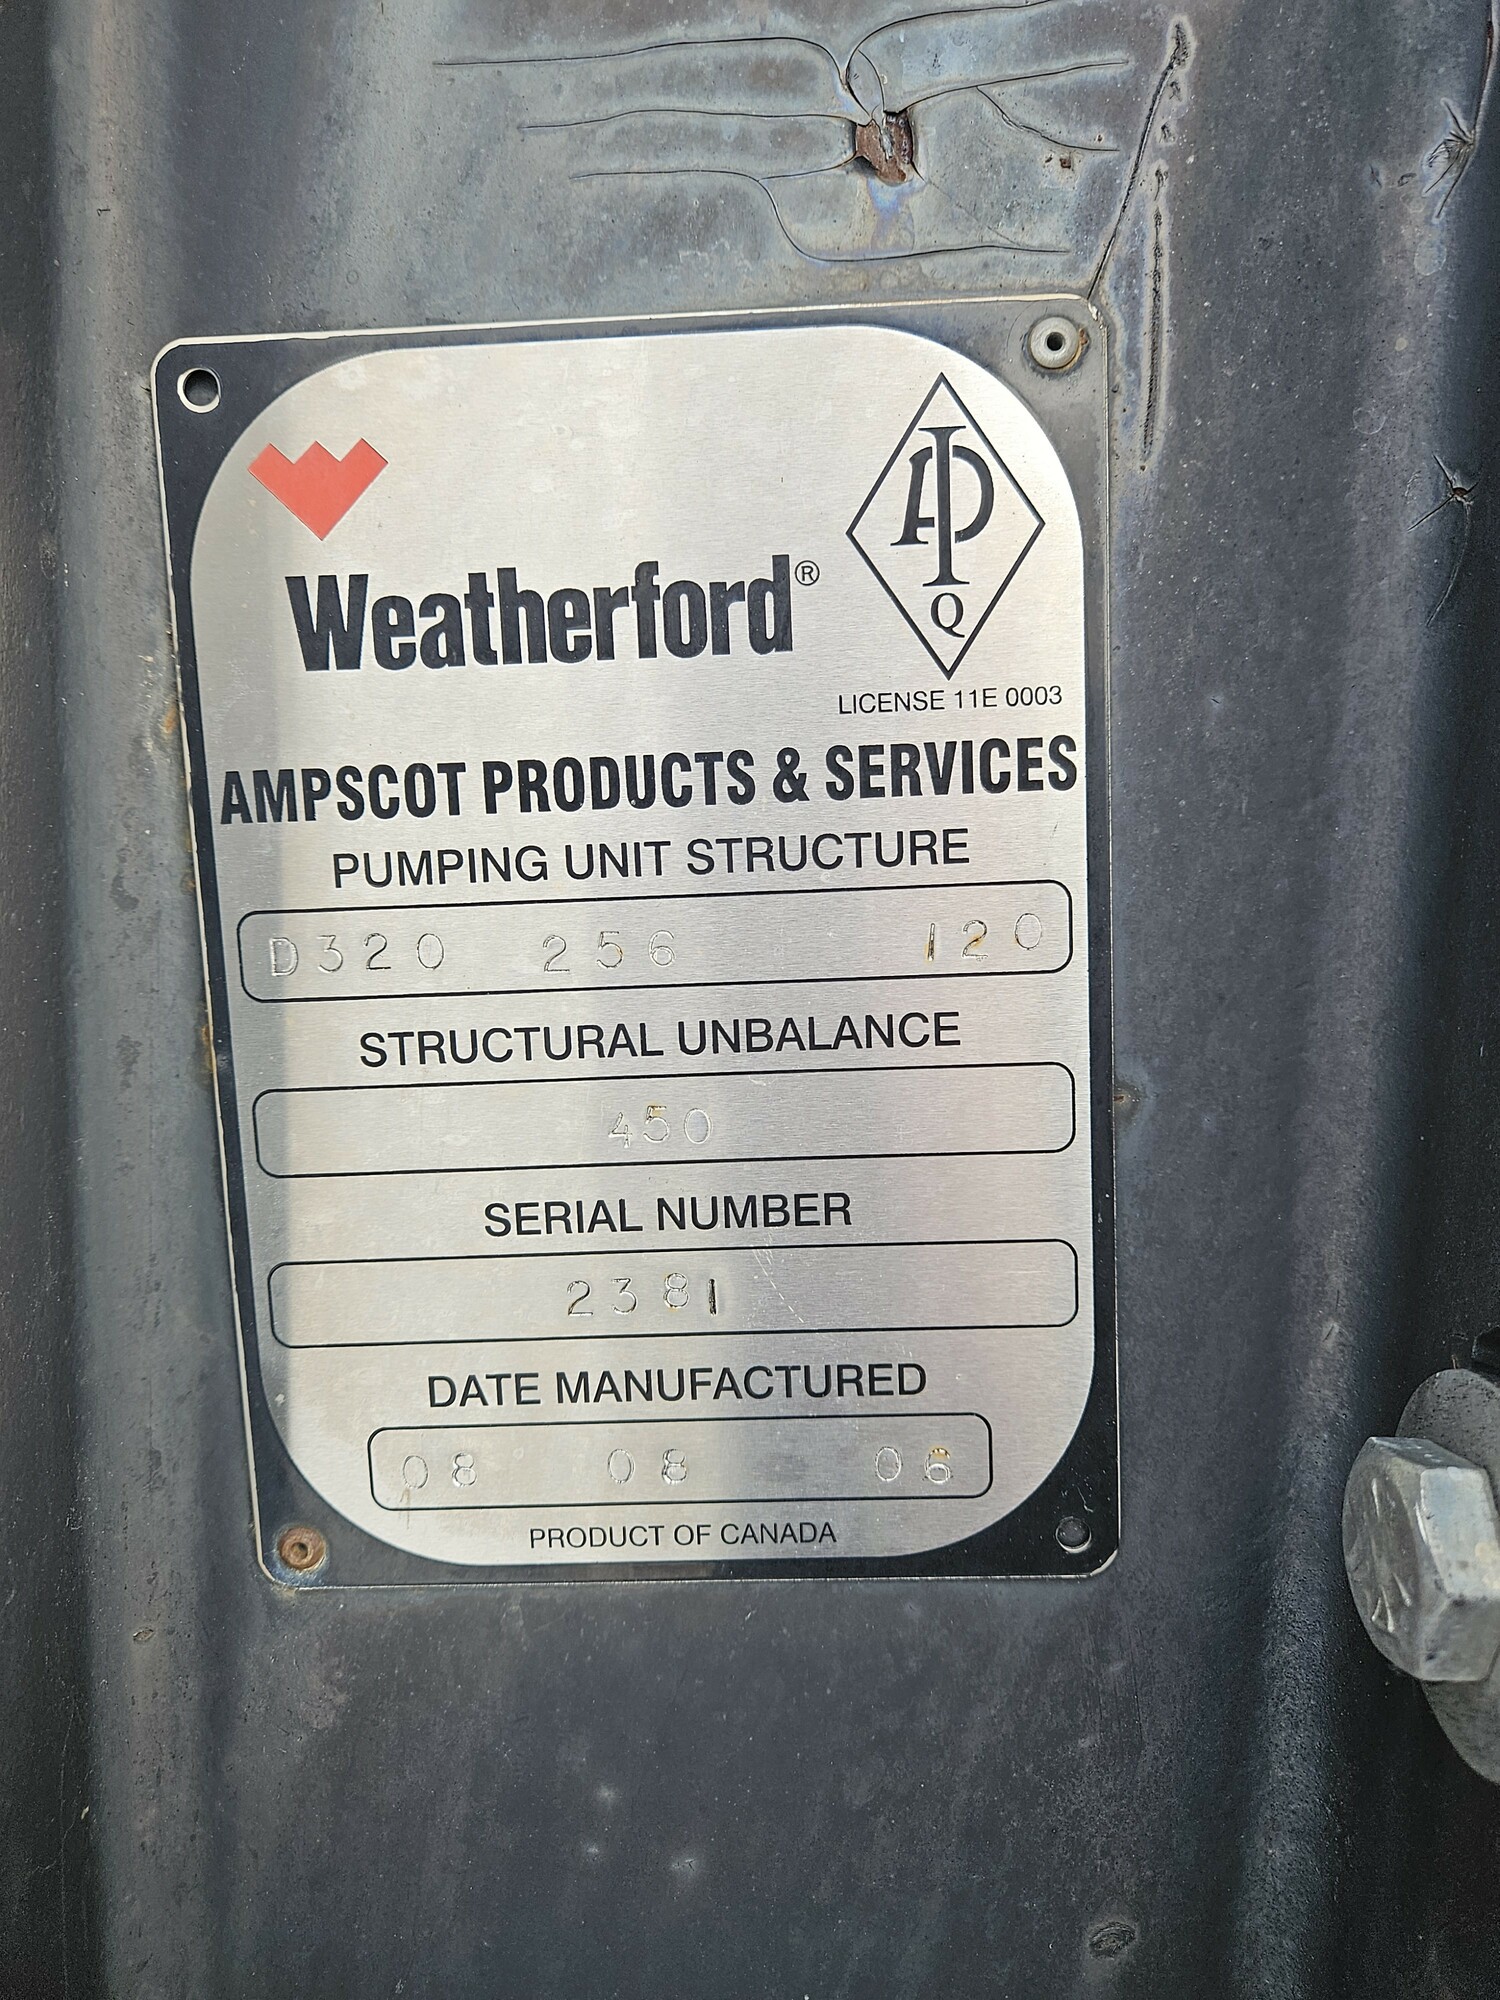 Weatherford®
API
Q
LICENSE 11E 0003
AMPSCOT PRODUCTS & SERVICES
PUMPING UNIT STRUCTURE
D320 256 120
STRUCTURAL UNBALANCE
450
SERIAL NUMBER
2381
DATE MANUFACTURED
08 08 06
PRODUCT OF CANADA